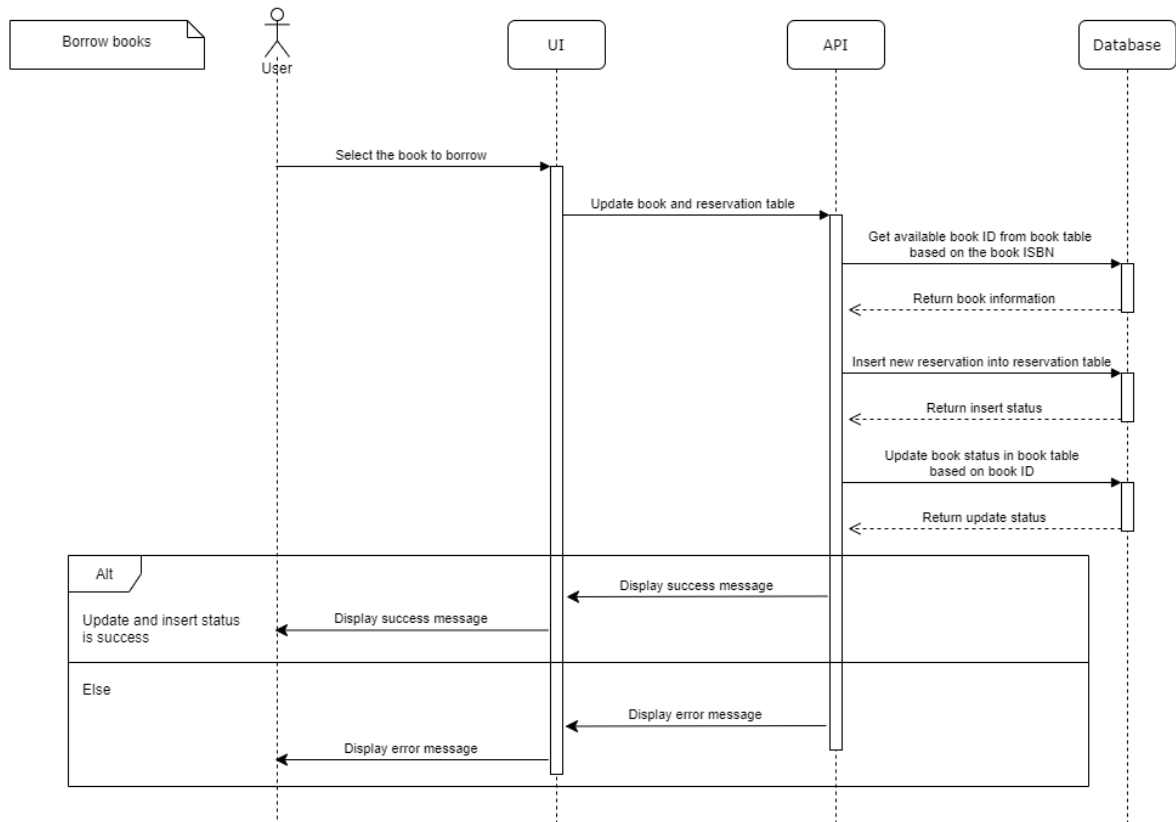 Borrow books
User
UI
API
Database
Select the book to borrow
Update book and reservation table
Get available book ID from book table
based on the book ISBN
Return book information
Insert new reservation into reservation table
Return insert status
Update book status in book table
based on book ID
Return update status
Alt
Display success message
Update and insert status
is success
Display success message
Else
Display error message
Display error message